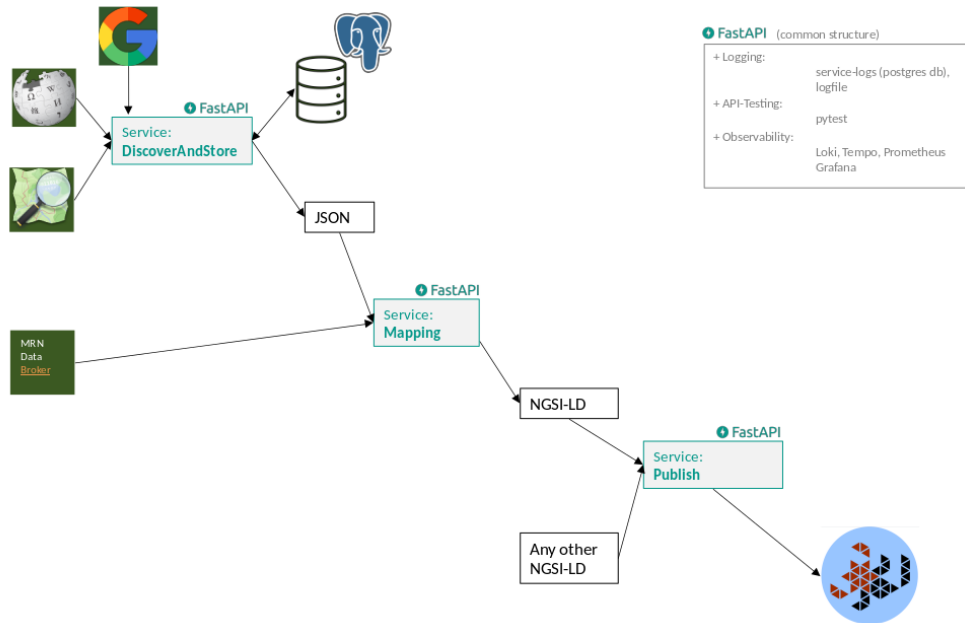 FastAPI (common structure)
+ Logging:
service-logs (postgres db),
logfile
+ API-Testing:
pytest
+ Observability:
Loki, Tempo, Prometheus
Grafana
FastAPI
Service:
DiscoverAndStore
JSON
FastAPI
Service:
Mapping
MRN
Data
Broker
NGSI-LD
FastAPI
Service:
Publish
Any other
NGSI-LD